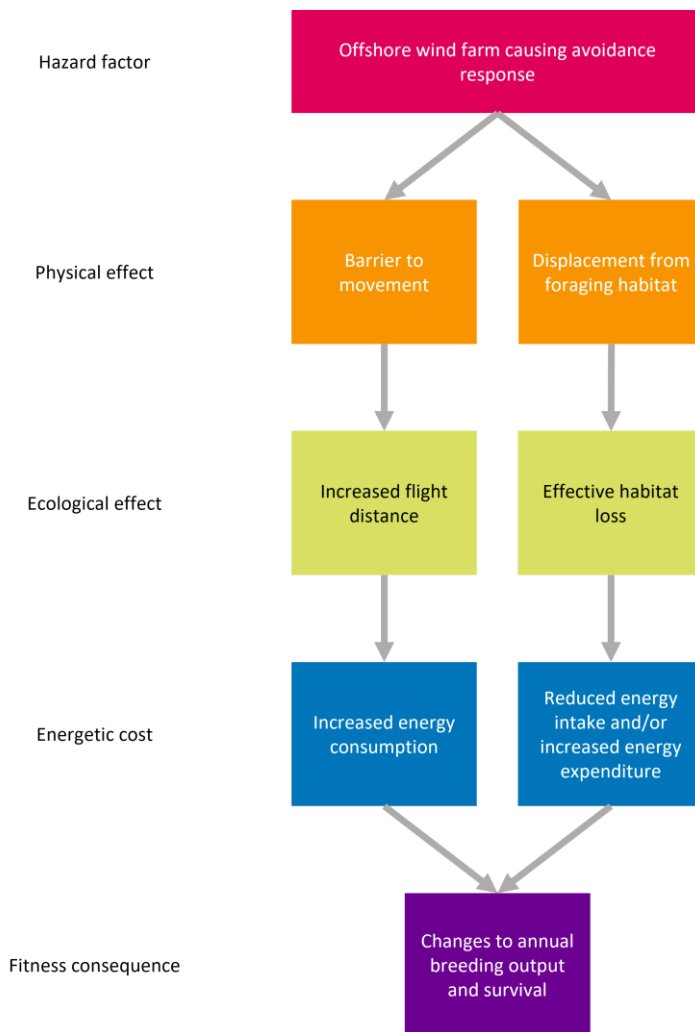 Hazard factor
Offshore wind farm causing avoidance
response
Physical effect
Barrier to
movement
Displacement from
foraging habitat
Ecological effect
Increased flight
distance
Effective habitat
loss
Energetic cost
Increased energy
consumption
Reduced energy
intake and/or
increased energy
expenditure
Fitness consequence
Changes to annual
breeding output
and survival